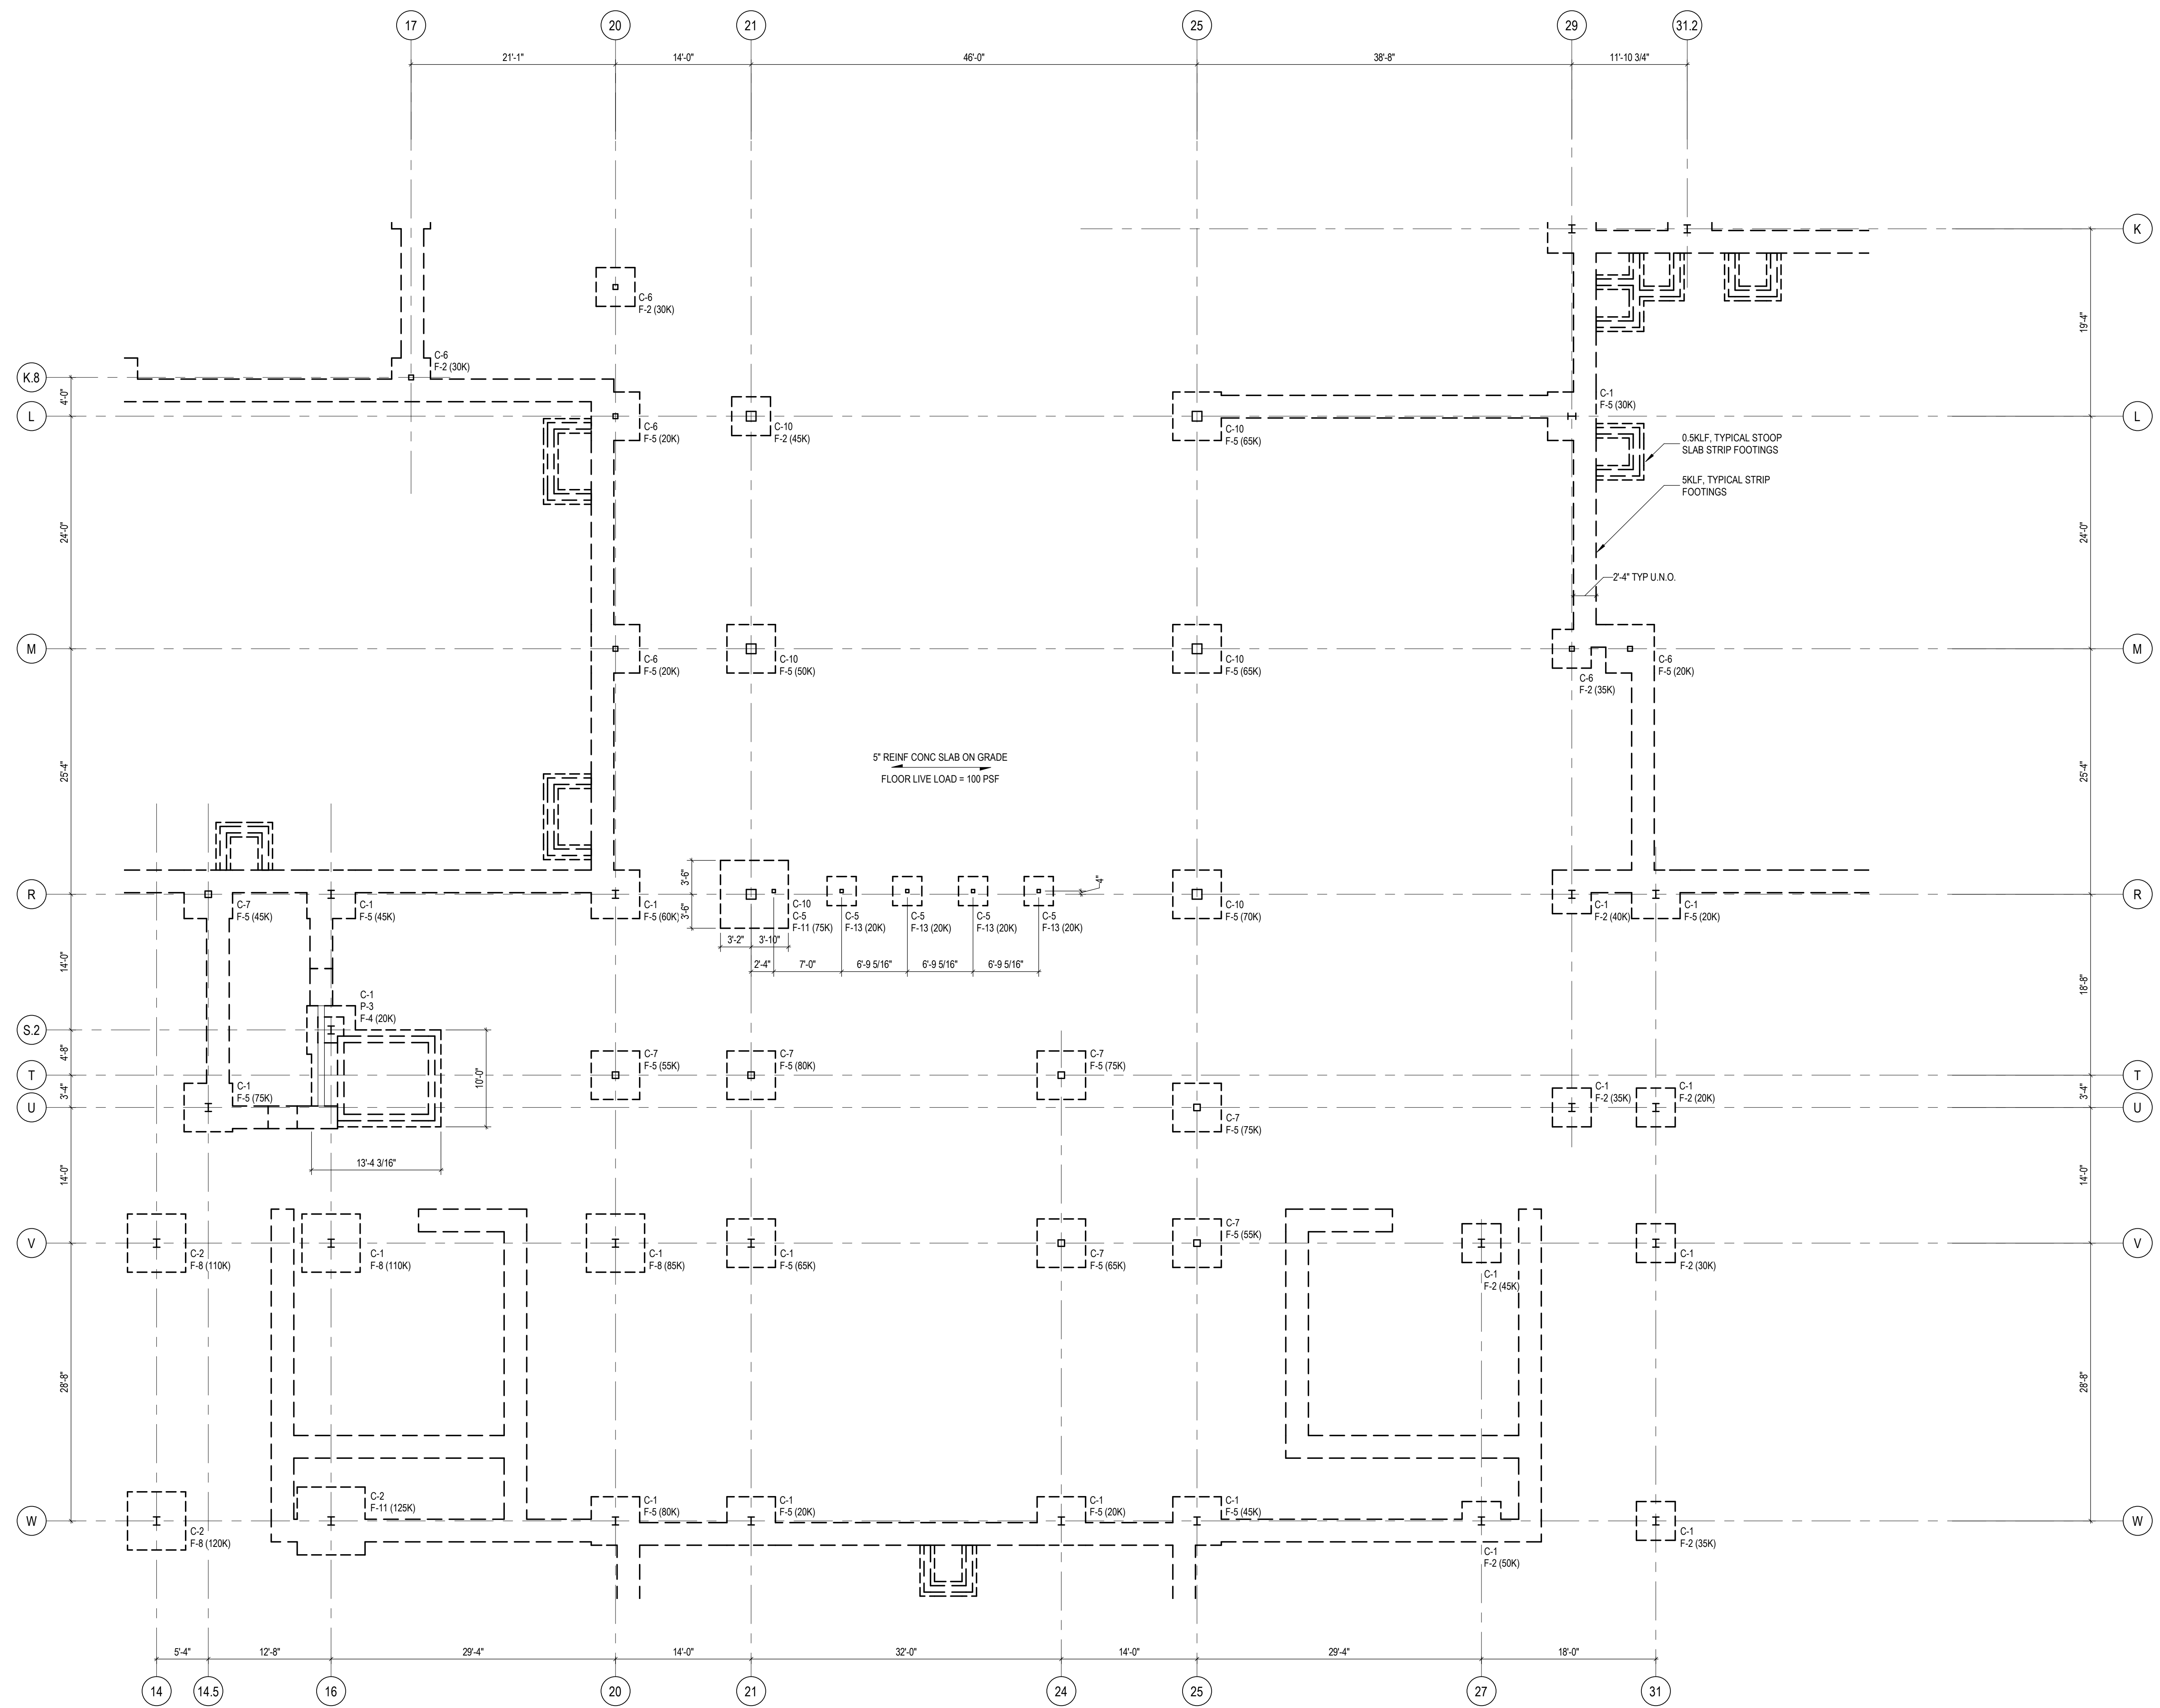 17
20
21
25
29
31.2
21'-1"
14'-0"
46'-0"
38'-8"
11'-10 3/4"
K
C-6
F-2 (30K)
19'-4"
C-6
F-2 (30K)
K.8
4'-0"
L
C-6
F-5 (20K)
C-10
F-2 (45K)
C-10
F-5 (65K)
C-1
F-5 (30K)
L
0.5KLF, TYPICAL STOOP
SLAB STRIP FOOTINGS
5KLF, TYPICAL STRIP
FOOTINGS
24'-0"
24'-0"
2'-4" TYP U.N.O.
M
C-6
F-5 (20K)
C-10
F-5 (50K)
C-10
F-5 (65K)
C-6
F-2 (35K)
C-6
F-5 (20K)
M
25'-4"
5" REINF CONC SLAB ON GRADE
FLOOR LIVE LOAD = 100 PSF
25'-4"
R
C-7
F-5 (45K)
C-1
F-5 (45K)
C-1
F-5 (60K)
3'-6"
3'-6"
C-10
C-5
F-11 (75K)
C-5
F-13 (20K)
C-5
F-13 (20K)
C-5
F-13 (20K)
C-5
F-13 (20K)
4"
C-10
F-5 (70K)
C-1
F-2 (40K)
C-1
F-5 (20K)
R
3'-2"
3'-10"
2'-4"
7'-0"
6'-9 5/16"
6'-9 5/16"
6'-9 5/16"
14'-0"
18'-8"
C-1
P-3
F-4 (20K)
S.2
4'-8"
10'-0"
T
C-7
F-5 (55K)
C-7
F-5 (80K)
C-7
F-5 (75K)
T
3'-4"
C-1
F-5 (75K)
C-1
F-2 (35K)
C-1
F-2 (20K)
3'-4"
U
C-7
F-5 (75K)
U
13'-4 3/16"
14'-0"
14'-0"
V
C-2
F-8 (110K)
C-1
F-8 (110K)
C-1
F-8 (85K)
C-1
F-5 (65K)
C-7
F-5 (65K)
C-7
F-5 (55K)
C-1
F-2 (45K)
C-1
F-2 (30K)
V
28'-8"
28'-8"
W
C-2
F-8 (120K)
C-2
F-11 (125K)
C-1
F-5 (80K)
C-1
F-5 (20K)
C-1
F-5 (20K)
C-1
F-5 (45K)
C-1
F-2 (50K)
C-1
F-2 (35K)
W
5'-4"
12'-8"
29'-4"
14'-0"
32'-0"
14'-0"
29'-4"
18'-0"
14
14.5
16
20
21
24
25
27
31